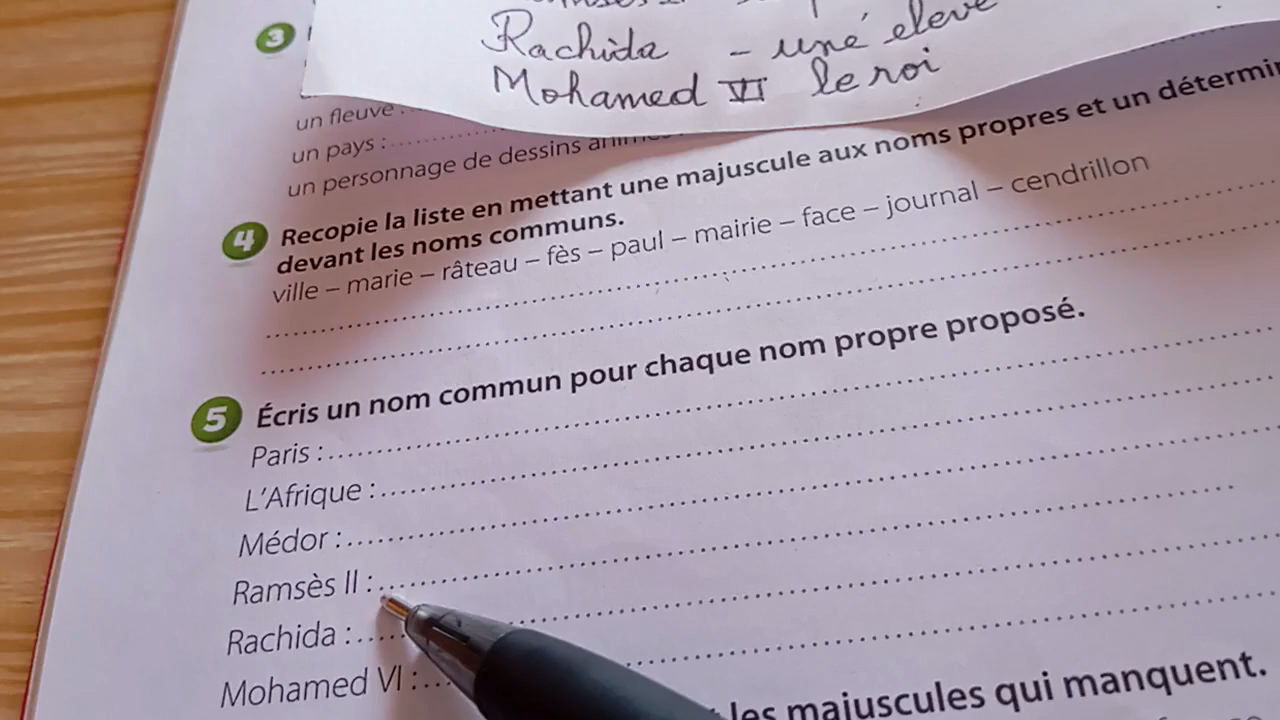 Rachida - une élève
Mohamed VI le roi
3
un fleuve :
un pays :
un personnage de dessins animés
4 Recopie la liste en mettant une majuscule aux noms propres et un
devant les noms communs.
ville – marie – râteau – fès – paul – mairie – face – journal – cendrillon
5 Écris un nom commun pour chaque nom propre proposé.
Paris :
L'Afrique :
Médor :
Ramsès II :
Rachida :
Mohamed VI :
les majuscules qui manquent.